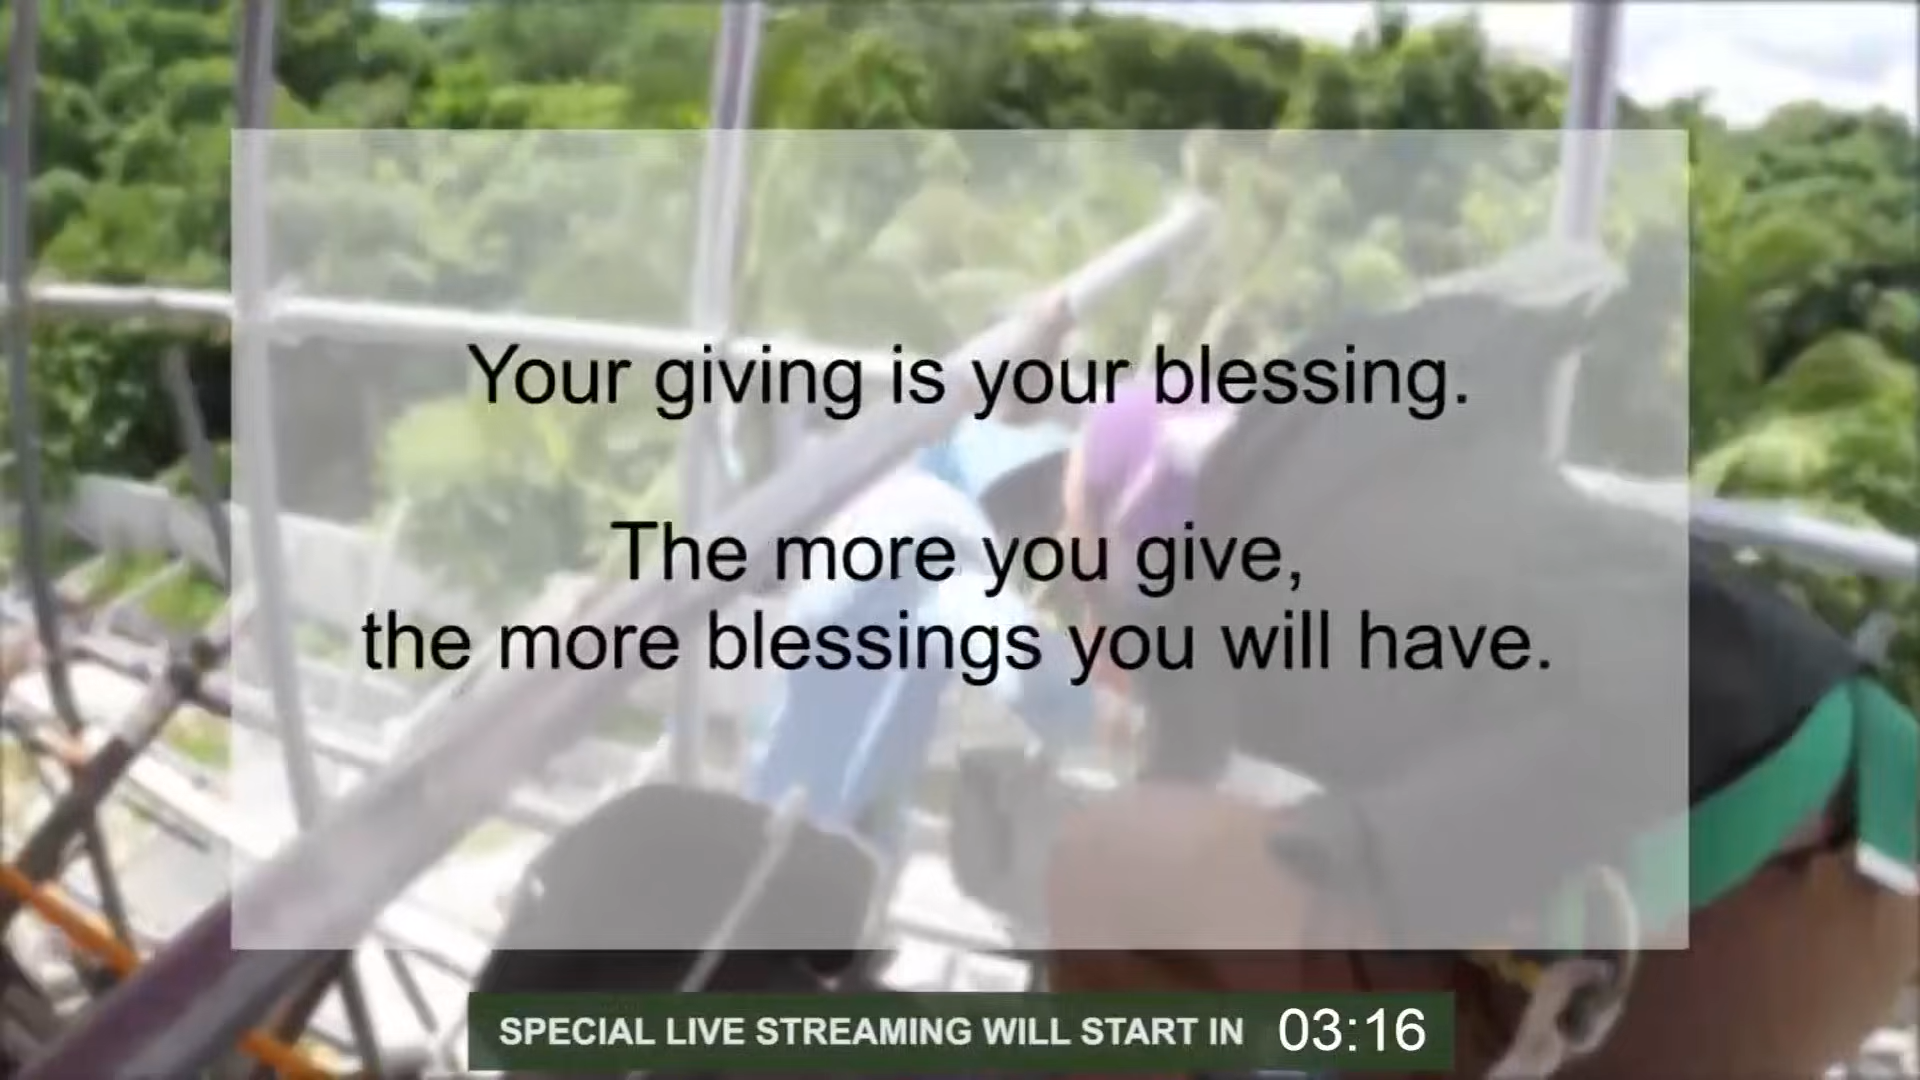 Your giving is your blessing.
The more you give,
the more blessings you will have.
SPECIAL LIVE STREAMING WILL START IN 03:16